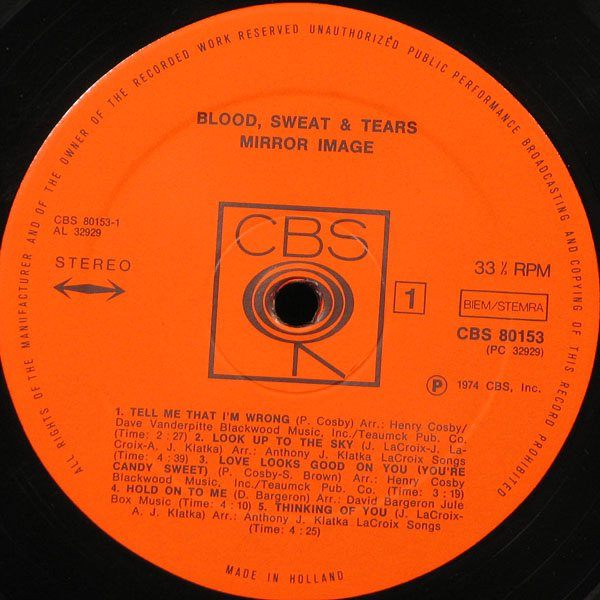 ALL RIGHTS OF THE MANUFACTURER AND OF THE OWNER OF THE RECORDED WORK RESERVED UNAUTHORIZED PUBLIC PERFORMANCE BROADCASTING AND COPYING OF THIS RECORD PROHIBITED
BLOOD, SWEAT & TEARS
MIRROR IMAGE
CBS 80153-1
AL 32929
STEREO
CBS
33 ⅓ RPM
1
BIEM/STEMRA
CBS 80153
(PC 32929)
Ⓟ 1974 CBS, Inc.
1. TELL ME THAT I'M WRONG (P. Cosby) Arr.: Henry Cosby/
Dave Vanderpitte Blackwood Music, Inc./Teaumck Pub. Co.
(Time: 2 : 27) 2. LOOK UP TO THE SKY (J. LaCroix-J. La-
Croix-A. J. Klatka) Arr.: Anthony J. Klatka LaCroix Songs
(Time: 4 : 39) 3. LOVE LOOKS GOOD ON YOU (YOU'RE
CANDY SWEET) (P. Cosby-S. Brown) Arr.: Henry Cosby
Blackwood Music, Inc./Teaumck Pub. Co. (Time: 3 : 19)
4. HOLD ON TO ME (D. Bargeron) Arr.: David Bargeron Jule
Box Music (Time: 4 : 10) 5. THINKING OF YOU (J. LaCroix-
A. J. Klatka) Arr.: Anthony J. Klatka LaCroix Songs
(Time: 4 : 25)
MADE IN HOLLAND